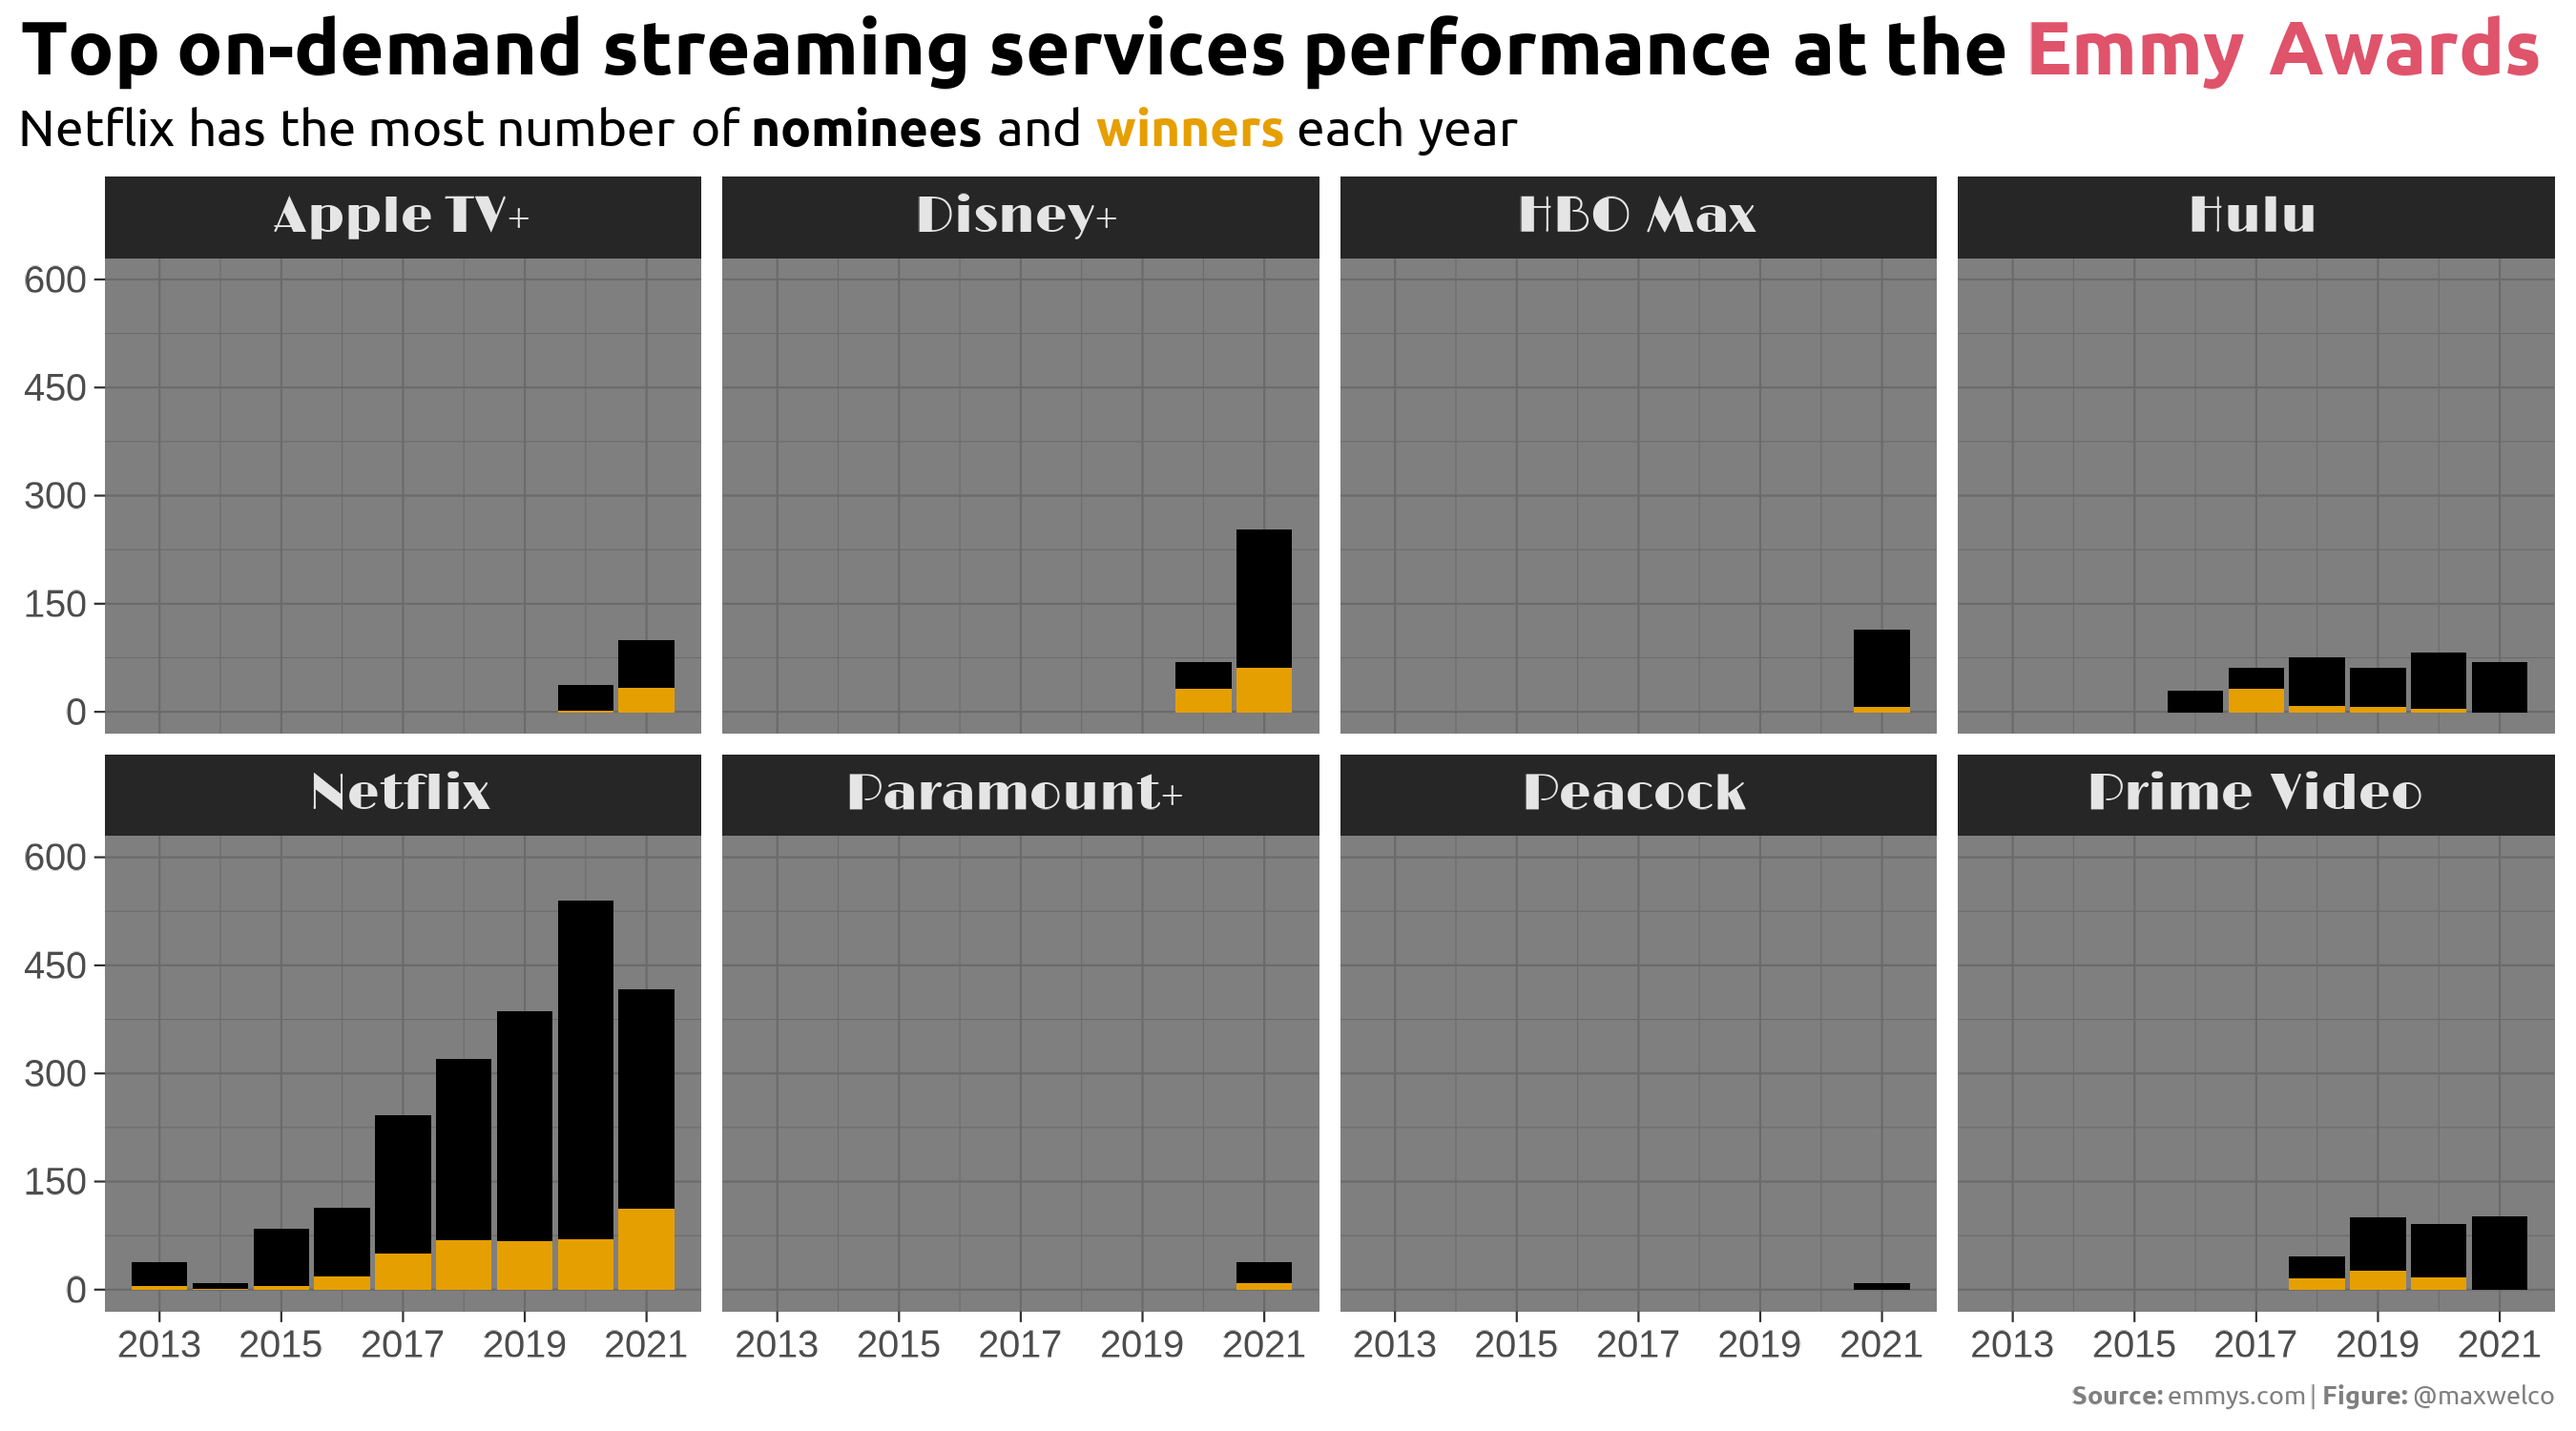 Top on-demand streaming services performance at the Emmy Awards
Netflix has the most number of nominees and winners each year
Apple TV+ Disney+ HBO Max Hulu
600
450
300
150
0
Netflix Paramount+ Peacock Prime Video
600
450
300
150
0
2013 2015 2017 2019 2021 2013 2015 2017 2019 2021 2013 2015 2017 2019 2021 2013 2015 2017 2019 2021
Source: emmys.com | Figure: @maxwelco